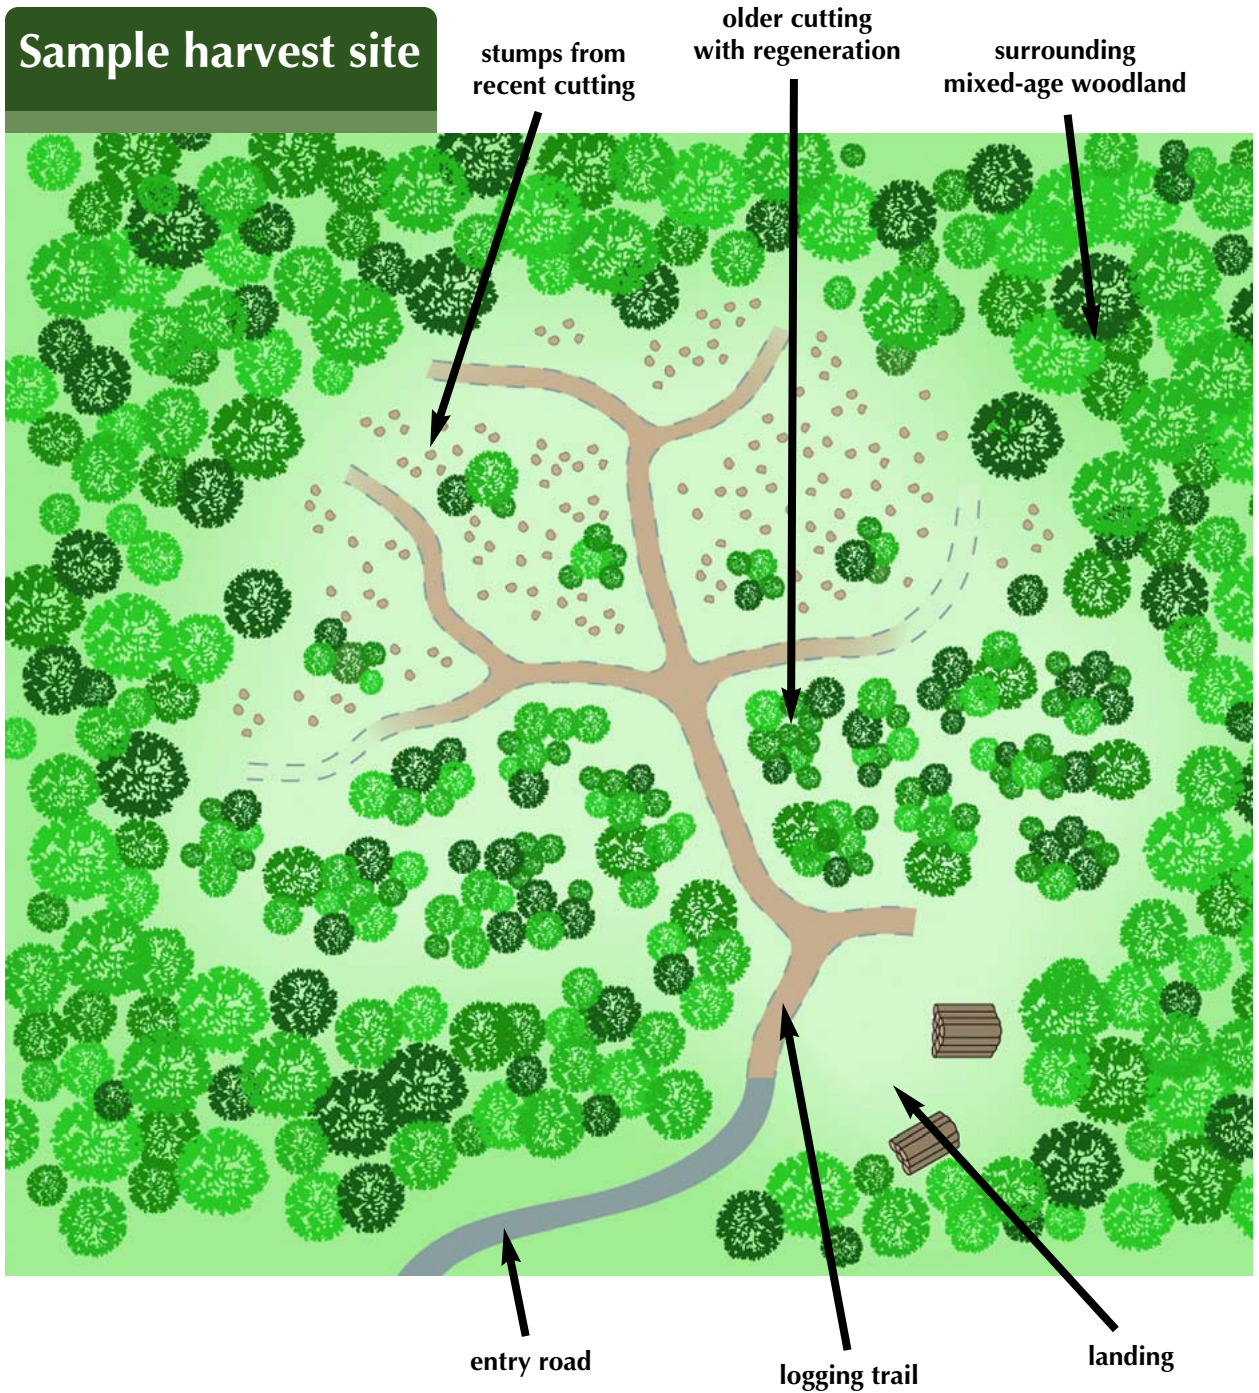 Sample harvest site
stumps from
recent cutting
older cutting
with regeneration
surrounding
mixed-age woodland
entry road
logging trail
landing